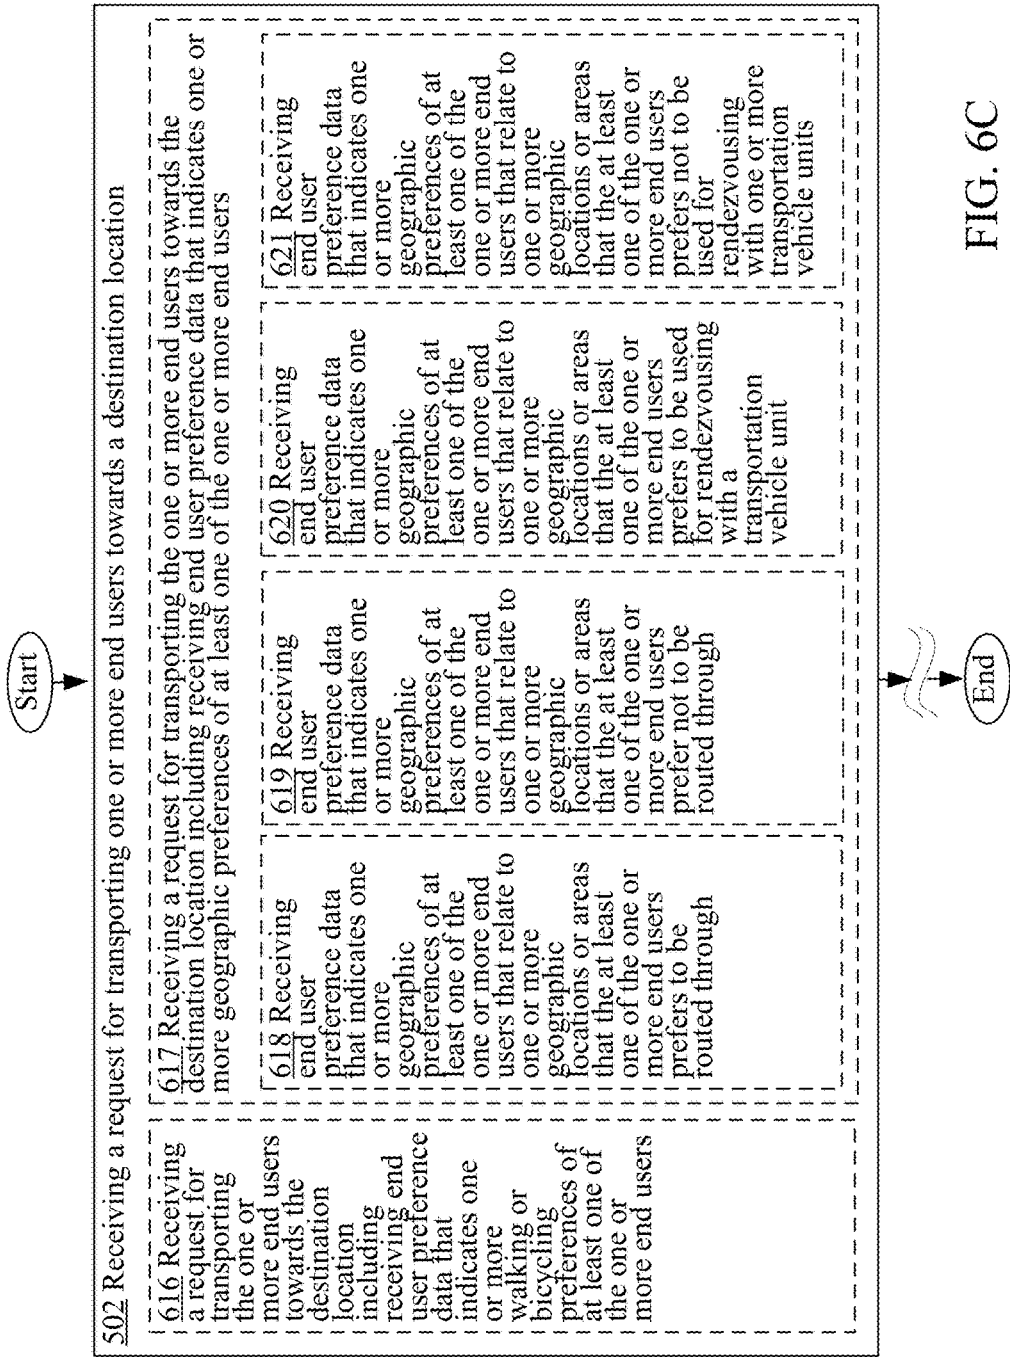 Start
502 Receiving a request for transporting one or more end users towards a destination location
616 Receiving
a request for
transporting
the one or
more end users
towards the
destination
location
including
receiving end
user preference
data that
indicates one
or more
walking or
bicycling
preferences of
at least one of
the one or
more end users
617 Receiving a request for transporting the one or more end users towards the
destination location including receiving end user preference data that indicates one or
more geographic preferences of at least one of the one or more end users
618 Receiving
end user
preference data
that indicates one
or more
geographic
preferences of at
least one of the
one or more end
users that relate to
one or more
geographic
locations or areas
that the at least
one of the one or
more end users
prefers to be
routed through
619 Receiving
end user
preference data
that indicates one
or more
geographic
preferences of at
least one of the
one or more end
users that relate to
one or more
geographic
locations or areas
that the at least
one of the one or
more end users
prefer not to be
routed through
620 Receiving
end user
preference data
that indicates one
or more
geographic
preferences of at
least one of the
one or more end
users that relate to
one or more
geographic
locations or areas
that the at least
one of the one or
more end users
prefers to be used
for rendezvousing
with a
transportation
vehicle unit
621 Receiving
end user
preference data
that indicates one
or more
geographic
preferences of at
least one of the
one or more end
users that relate to
one or more
geographic
locations or areas
that the at least
one of the one or
more end users
prefers not to be
used for
rendezvousing
with one or more
transportation
vehicle units
End
FIG. 6C